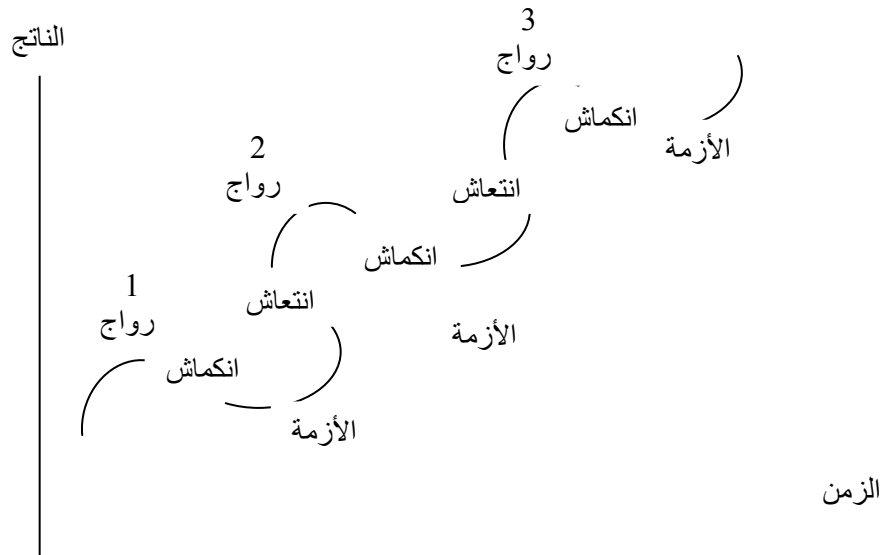 3
رواج
الناتج
انكماش
الأزمة
2
رواج
انتعاش
انكماش
1
رواج
انتعاش
الأزمة
انكماش
الأزمة
الزمن